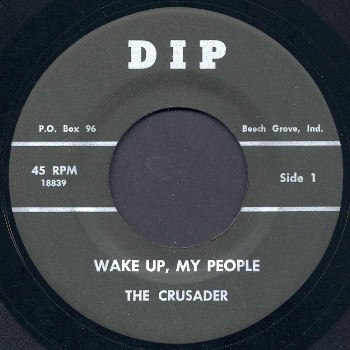 DIP
P.O. Box 96
Beech Grove, Ind.
45 RPM
18839
Side 1
WAKE UP, MY PEOPLE
THE CRUSADER